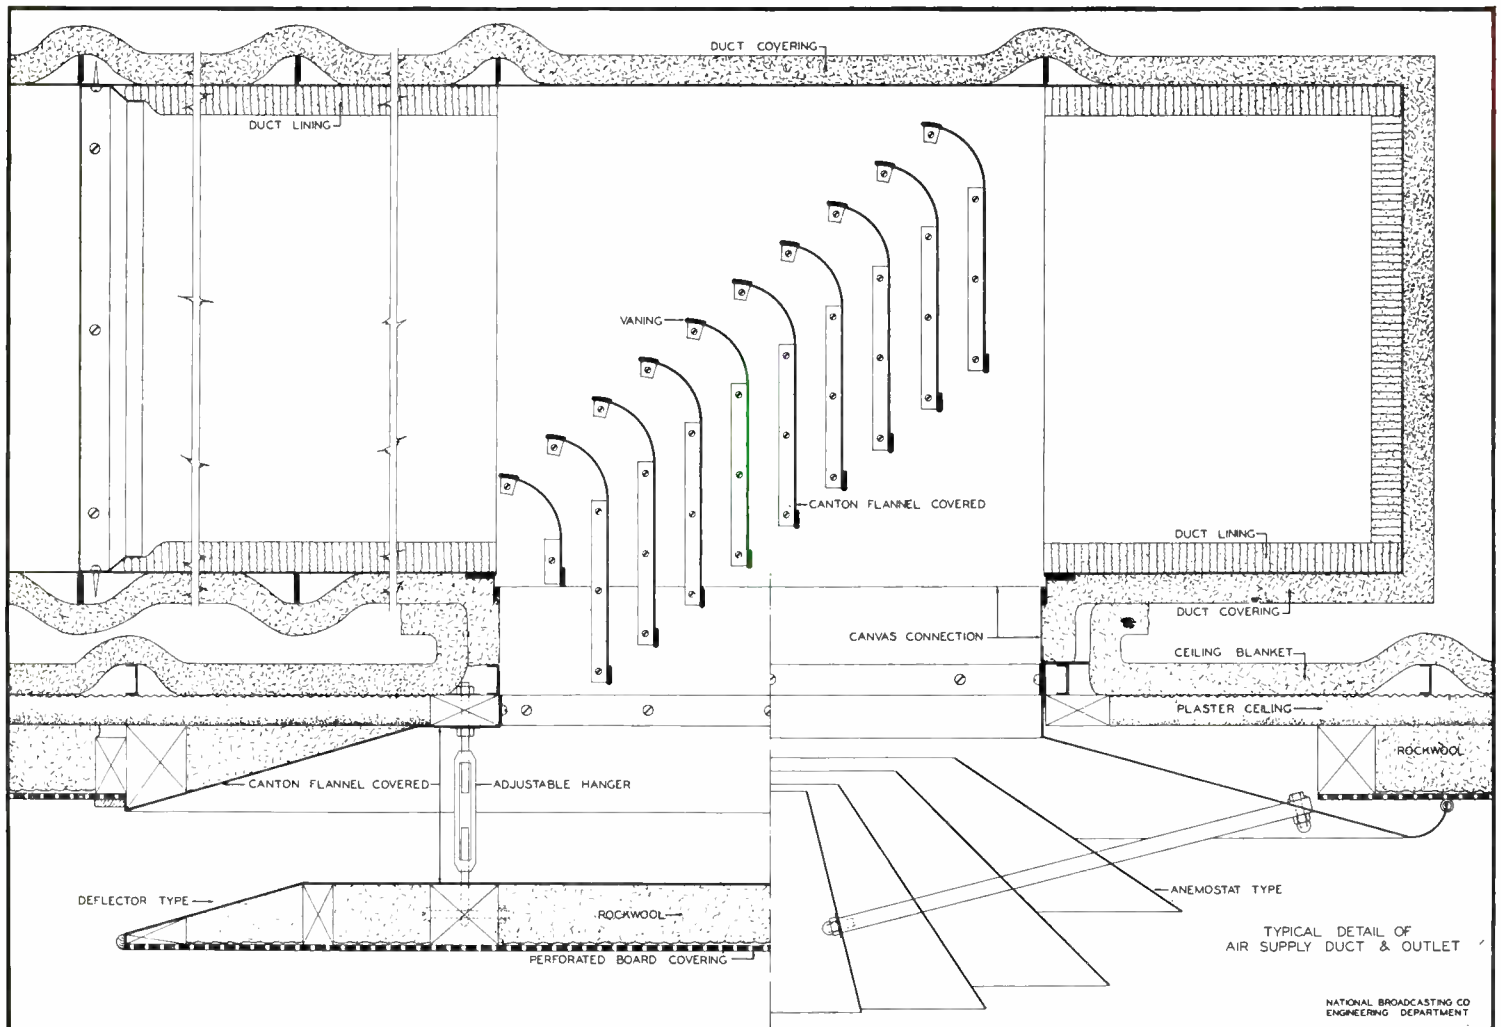 DUCT COVERING
DUCT LINING
VANING
CANTON FLANNEL COVERED
DUCT LINING
DUCT COVERING
CANVAS CONNECTION
CEILING BLANKET
PLASTER CEILING
ROCKWOOL
CANTON FLANNEL COVERED
ADJUSTABLE HANGER
DEFLECTOR TYPE
ANEMOSTAT TYPE
ROCKWOOL
PERFORATED BOARD COVERING
TYPICAL DETAIL OF
AIR SUPPLY DUCT & OUTLET
NATIONAL BROADCASTING CO
ENGINEERING DEPARTMENT